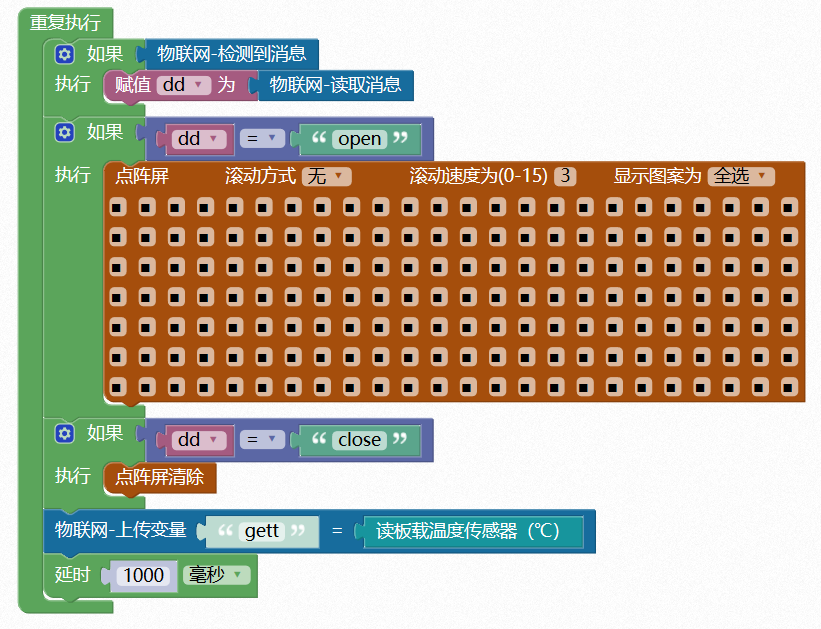 重复执行
如果 物联网-检测到消息
执行 赋值 dd 为 物联网-读取消息
如果 dd = “ open ”
执行 点阵屏 滚动方式 无 滚动速度为(0-15) 3 显示图案为 全选
如果 dd = “ close ”
执行 点阵屏清除
物联网-上传变量 “ gett ” = 读板载温度传感器（℃）
延时 1000 毫秒